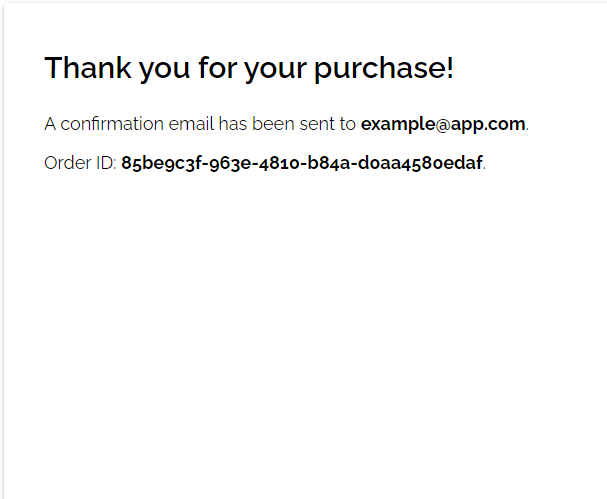 Thank you for your purchase!
A confirmation email has been sent to example@app.com.
Order ID: 85be9c3f-963e-4810-b84a-d0aa4580edaf.